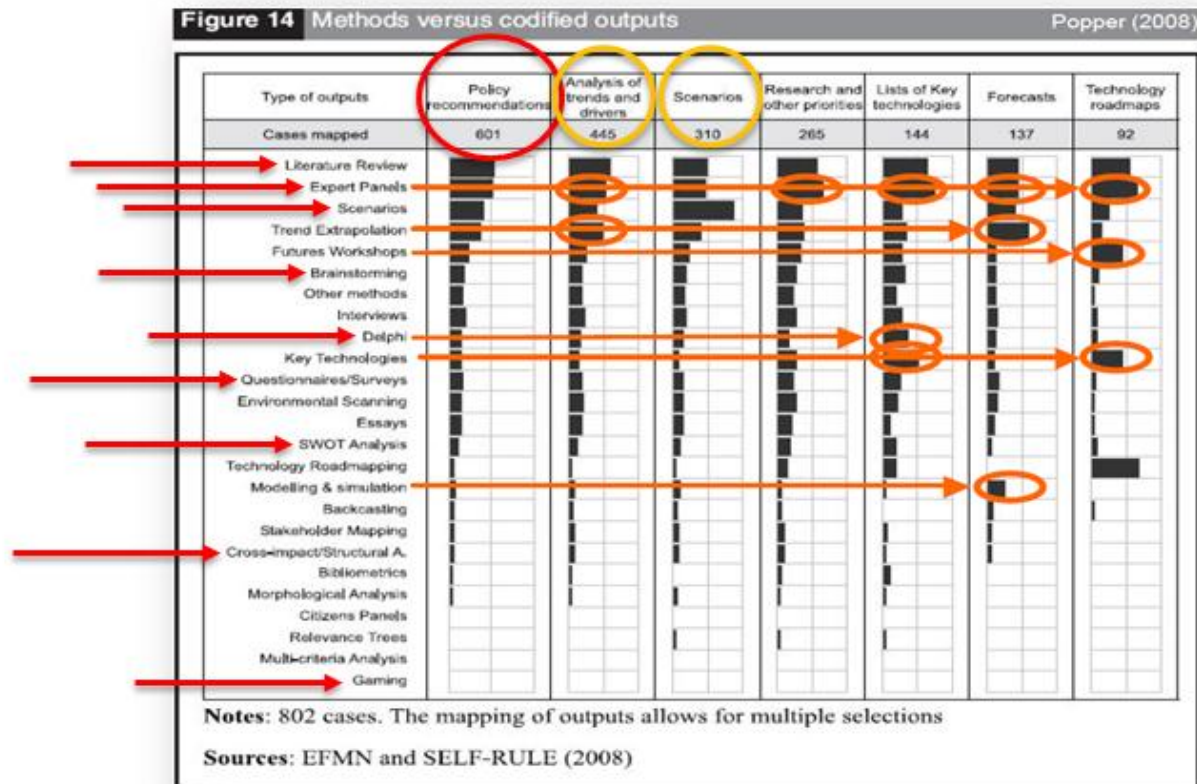 Figure 14 Methods versus codified outputs Popper (2008)
Type of outputs Policy recommendations Analysis of trends and drivers Scenarios Research and other priorities Lists of Key technologies Forecasts Technology roadmaps
Cases mapped 601 445 310 265 144 137 92
Literature Review
Expert Panels
Scenarios
Trend Extrapolation
Futures Workshops
Brainstorming
Other methods
Interviews
Delphi
Key Technologies
Questionnaires/Surveys
Environmental Scanning
Essays
SWOT Analysis
Technology Roadmapping
Modelling & simulation
Backcasting
Stakeholder Mapping
Cross-impact/Structural A.
Bibliometrics
Morphological Analysis
Citizens Panels
Relevance Trees
Multi-criteria Analysis
Gaming
Notes: 802 cases. The mapping of outputs allows for multiple selections
Sources: EFMN and SELF-RULE (2008)